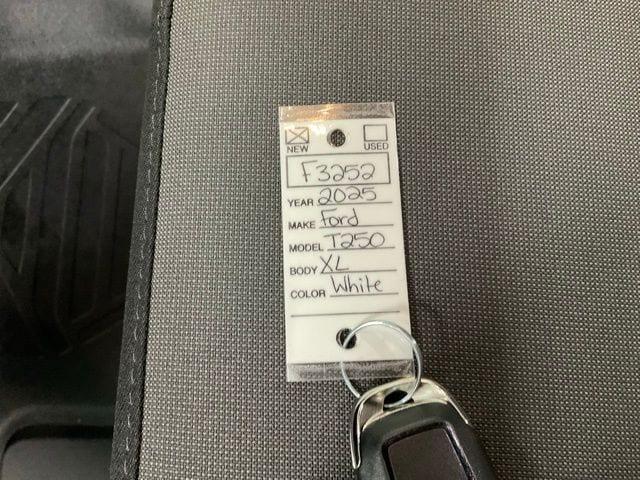 NEW USED
F3252
YEAR 2025
MAKE Ford
MODEL T250
BODY XL
COLOR White